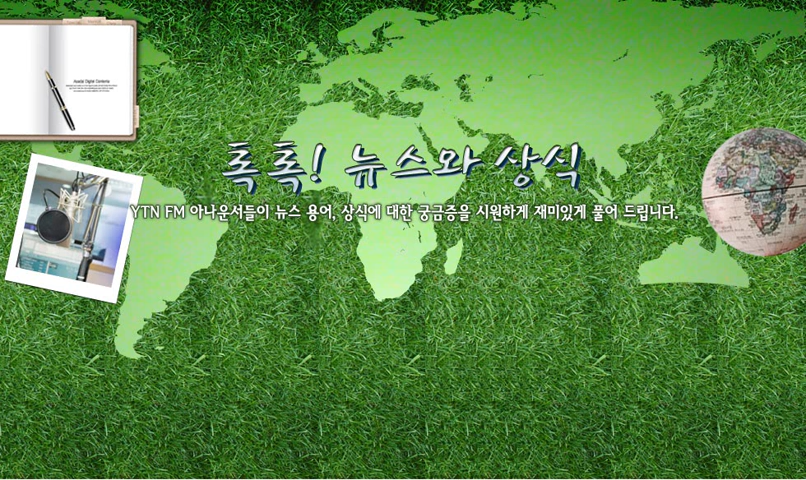 톡톡! 뉴스와 상식
YTN FM 아나운서들이 뉴스 용어, 상식에 대한 궁금증을 시원하게 재미있게 풀어 드립니다.